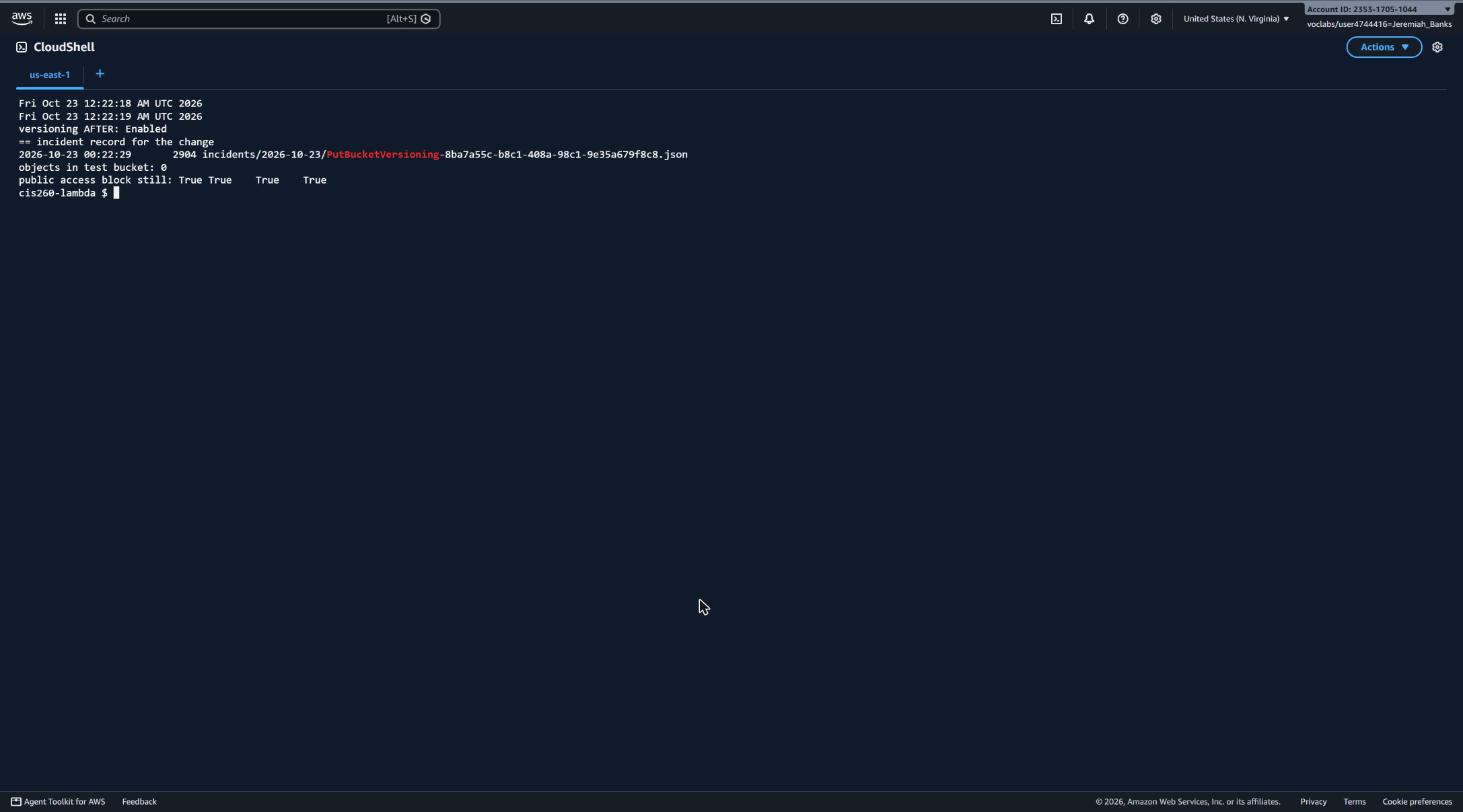 aws
Search
[Alt+S]
United States (N. Virginia)
Account ID: 2353-1705-1044
voclabs/user4744416=Jeremiah_Banks
CloudShell
Actions
us-east-1
+
Fri Oct 23 12:22:18 AM UTC 2026
Fri Oct 23 12:22:19 AM UTC 2026
versioning AFTER: Enabled
== incident record for the change
2026-10-23 00:22:29       2904 incidents/2026-10-23/PutBucketVersioning-8ba7a55c-b8c1-408a-98c1-9e35a679f8c8.json
objects in test bucket: 0
public access block still: True True    True    True
cis260-lambda $
Agent Toolkit for AWS
Feedback
© 2026, Amazon Web Services, Inc. or its affiliates.
Privacy
Terms
Cookie preferences